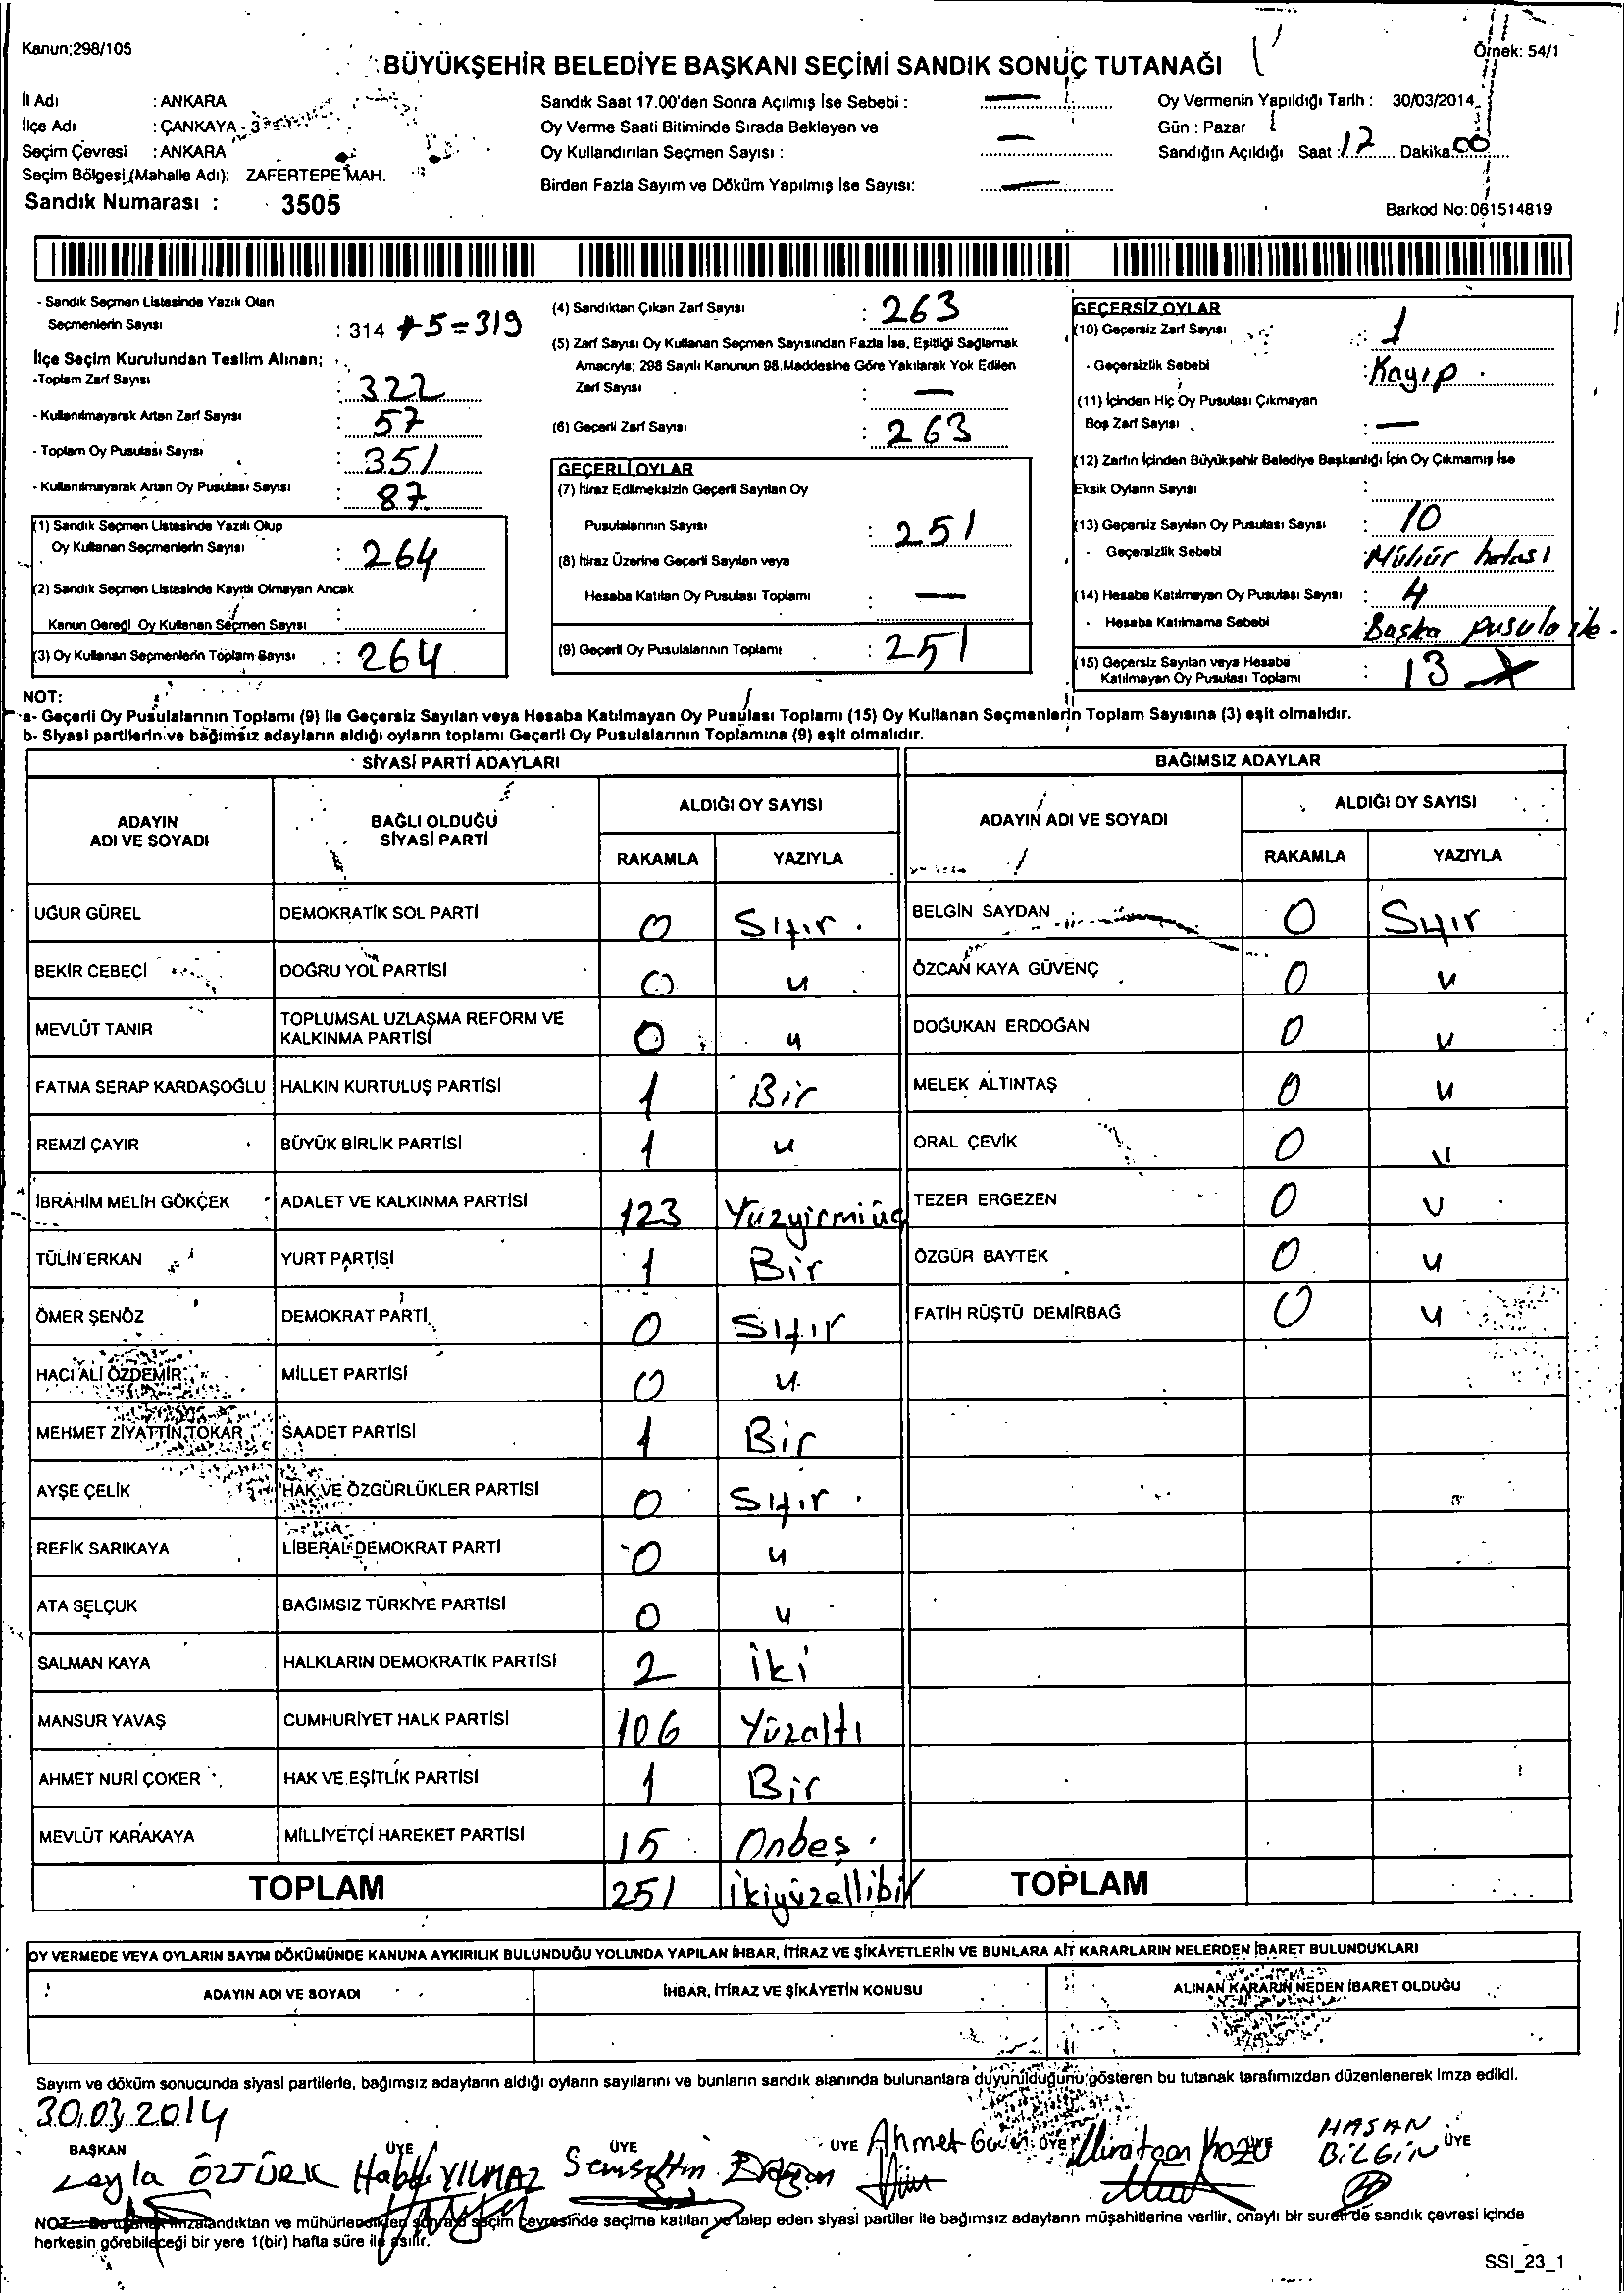 Kanun;298/105
Örnek: 54/1
BÜYÜKŞEHİR BELEDİYE BAŞKANI SEÇİMİ SANDIK SONUÇ TUTANAĞI
İl Adı : ANKARA
İlçe Adı : ÇANKAYA - 3
Seçim Çevresi : ANKARA
Seçim Bölgesi (Mahalle Adı): ZAFERTEPE MAH.
Sandık Numarası : 3505
Sandık Saat 17.00'den Sonra Açılmış İse Sebebi : —
Oy Verme Saati Bitiminde Sırada Bekleyen ve
Oy Kullandırılan Seçmen Sayısı : —
Birden Fazla Sayım ve Döküm Yapılmış İse Sayısı: —
Oy Vermenin Yapıldığı Tarih : 30/03/2014
Gün : Pazar
Sandığın Açıldığı Saat : 17 Dakika 00
Barkod No:061514819
- Sandık Seçmen Listesinde Yazılı Olan
Seçmenlerin Sayısı : 314 +5=319
İlçe Seçim Kurulundan Teslim Alınan;
-Toplam Zarf Sayısı : 322
- Kullanılmayarak Artan Zarf Sayısı : 57
- Toplam Oy Pusulası Sayısı : 351
- Kullanılmayarak Artan Oy Pusulası Sayısı : 87
(1) Sandık Seçmen Listesinde Yazılı Olup
Oy Kullanan Seçmenlerin Sayısı : 264
(2) Sandık Seçmen Listesinde Kayıtlı Olmayan Ancak
Kanun Gereği Oy Kullanan Seçmen Sayısı :
(3) Oy Kullanan Seçmenlerin Toplam Sayısı : 264
(4) Sandıktan Çıkan Zarf Sayısı : 263
(5) Zarf Sayısı Oy Kullanan Seçmen Sayısından Fazla İse, Eşitliği Sağlamak
Amacıyla; 298 Sayılı Kanunun 98.Maddesine Göre Yakılarak Yok Edilen
Zarf Sayısı : —
(6) Geçerli Zarf Sayısı : 263
GEÇERLİ OYLAR
(7) İtiraz Edilmeksizin Geçerli Sayılan Oy
Pusulalarının Sayısı : 251
(8) İtiraz Üzerine Geçerli Sayılan veya
Hesaba Katılan Oy Pusulası Toplamı : —
(9) Geçerli Oy Pusulalarının Toplamı : 251
GEÇERSİZ OYLAR
(10) Geçersiz Zarf Sayısı : 1
- Geçersizlik Sebebi : Kayıp
(11) İçinden Hiç Oy Pusulası Çıkmayan
Boş Zarf Sayısı : —
(12) Zarfın İçinden Büyükşehir Belediye Başkanlığı İçin Oy Çıkmamış İse
Eksik Oyların Sayısı :
(13) Geçersiz Sayılan Oy Pusulası Sayısı : 10
- Geçersizlik Sebebi Mühür hatası
(14) Hesaba Katılmayan Oy Pusulası Sayısı : 4
- Hesaba Katılmama Sebebi Başka pusula ile
(15) Geçersiz Sayılan veya Hesaba
Katılmayan Oy Pusulası Toplamı : 13
NOT:
a- Geçerli Oy Pusulalarının Toplamı (9) İle Geçersiz Sayılan veya Hesaba Katılmayan Oy Pusulası Toplamı (15) Oy Kullanan Seçmenlerin Toplam Sayısına (3) eşit olmalıdır.
b- Siyasi partilerin ve bağımsız adayların aldığı oyların toplamı Geçerli Oy Pusulalarının Toplamına (9) eşit olmalıdır.
SİYASİ PARTİ ADAYLARI
BAĞIMSIZ ADAYLAR
ADAYIN ADI VE SOYADI
BAĞLI OLDUĞU SİYASİ PARTİ
ALDIĞI OY SAYISI
RAKAMLA YAZIYLA
ADAYIN ADI VE SOYADI
ALDIĞI OY SAYISI
RAKAMLA YAZIYLA
UĞUR GÜREL DEMOKRATİK SOL PARTİ 0 Sıfır BELGİN SAYDAN 0 Sıfır
BEKİR CEBECİ DOĞRU YOL PARTİSİ 0 " ÖZCAN KAYA GÜVENÇ 0 "
MEVLÜT TANIR TOPLUMSAL UZLAŞMA REFORM VE KALKINMA PARTİSİ 0 " DOĞUKAN ERDOĞAN 0 "
FATMA SERAP KARDAŞOĞLU HALKIN KURTULUŞ PARTİSİ 1 Bir MELEK ALTINTAŞ 0 "
REMZİ ÇAYIR BÜYÜK BİRLİK PARTİSİ 1 " ORAL ÇEVİK 0 "
İBRAHİM MELİH GÖKÇEK ADALET VE KALKINMA PARTİSİ 123 Yüzyirmiüç TEZER ERGEZEN 0 "
TÜLİN ERKAN YURT PARTİSİ 1 Bir ÖZGÜR BAYTEK 0 "
ÖMER ŞENÖZ DEMOKRAT PARTİ 0 Sıfır FATİH RÜŞTÜ DEMİRBAĞ 0 "
HACI ALİ ÖZDEMİR MİLLET PARTİSİ 0 "
MEHMET ZİYATTİN TOKAR SAADET PARTİSİ 1 Bir
AYŞE ÇELİK HAK VE ÖZGÜRLÜKLER PARTİSİ 0 Sıfır
REFİK SARIKAYA LİBERAL DEMOKRAT PARTİ 0 "
ATA SELÇUK BAĞIMSIZ TÜRKİYE PARTİSİ 0 "
SALMAN KAYA HALKLARIN DEMOKRATİK PARTİSİ 2 İki
MANSUR YAVAŞ CUMHURİYET HALK PARTİSİ 106 Yüzaltı
AHMET NURİ ÇOKER HAK VE EŞİTLİK PARTİSİ 1 Bir
MEVLÜT KARAKAYA MİLLİYETÇİ HAREKET PARTİSİ 15 Onbeş
TOPLAM 251 İkiyüzellibir TOPLAM
OY VERMEDE VEYA OYLARIN SAYIM DÖKÜMÜNDE KANUNA AYKIRILIK BULUNDUĞU YOLUNDA YAPILAN İHBAR, İTİRAZ VE ŞİKÂYETLERİN VE BUNLARA AİT KARARLARIN NELERDEN İBARET BULUNDUKLARI
ADAYIN ADI VE SOYADI İHBAR, İTİRAZ VE ŞİKÂYETİN KONUSU ALINAN KARARIN NEDEN İBARET OLDUĞU
Sayım ve döküm sonucunda siyasi partilerle, bağımsız adayların aldığı oyların sayılarını ve bunların sandık alanında bulunanlara duyurulduğunu gösteren bu tutanak tarafımızdan düzenlenerek imza edildi.
30.03.2014
BAŞKAN ÜYE ÜYE ÜYE ÜYE ÜYE
Leyla ÖZTÜRK YILMAZ Ahmet HASAN BİLGİN
NOT: Bu tutanak imzalandıktan ve mühürlendikten sonra seçim çevresinde seçime katılan ve talep eden siyasi partiler ile bağımsız adayların müşahitlerine verilir, onaylı bir sureti de sandık çevresi içinde
herkesin görebileceği bir yere 1(bir) hafta süre ile asılır.
SSI_23_1